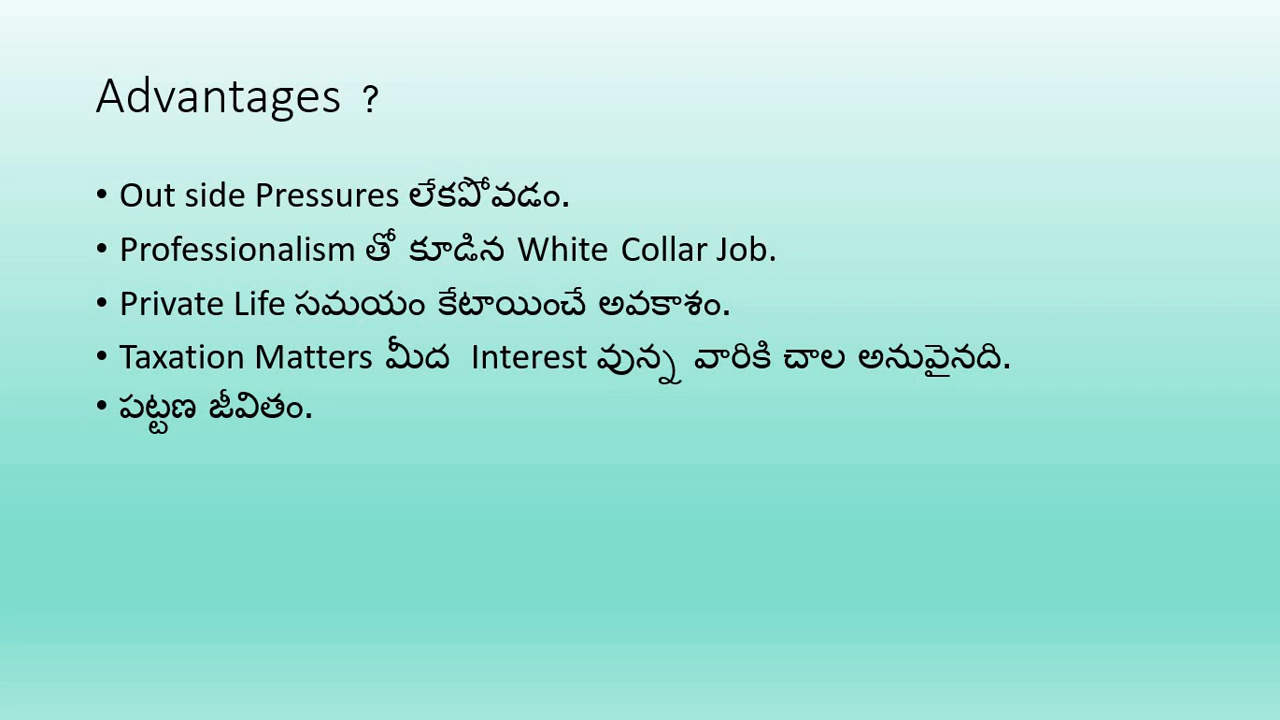 Advantages ?
• Out side Pressures లేకపోవడం.
• Professionalism తో కూడిన White Collar Job.
• Private Life సమయం కేటాయించే అవకాశం.
• Taxation Matters మీద Interest వున్న వారికి చాల అనువైనది.
• పట్టణ జీవితం.